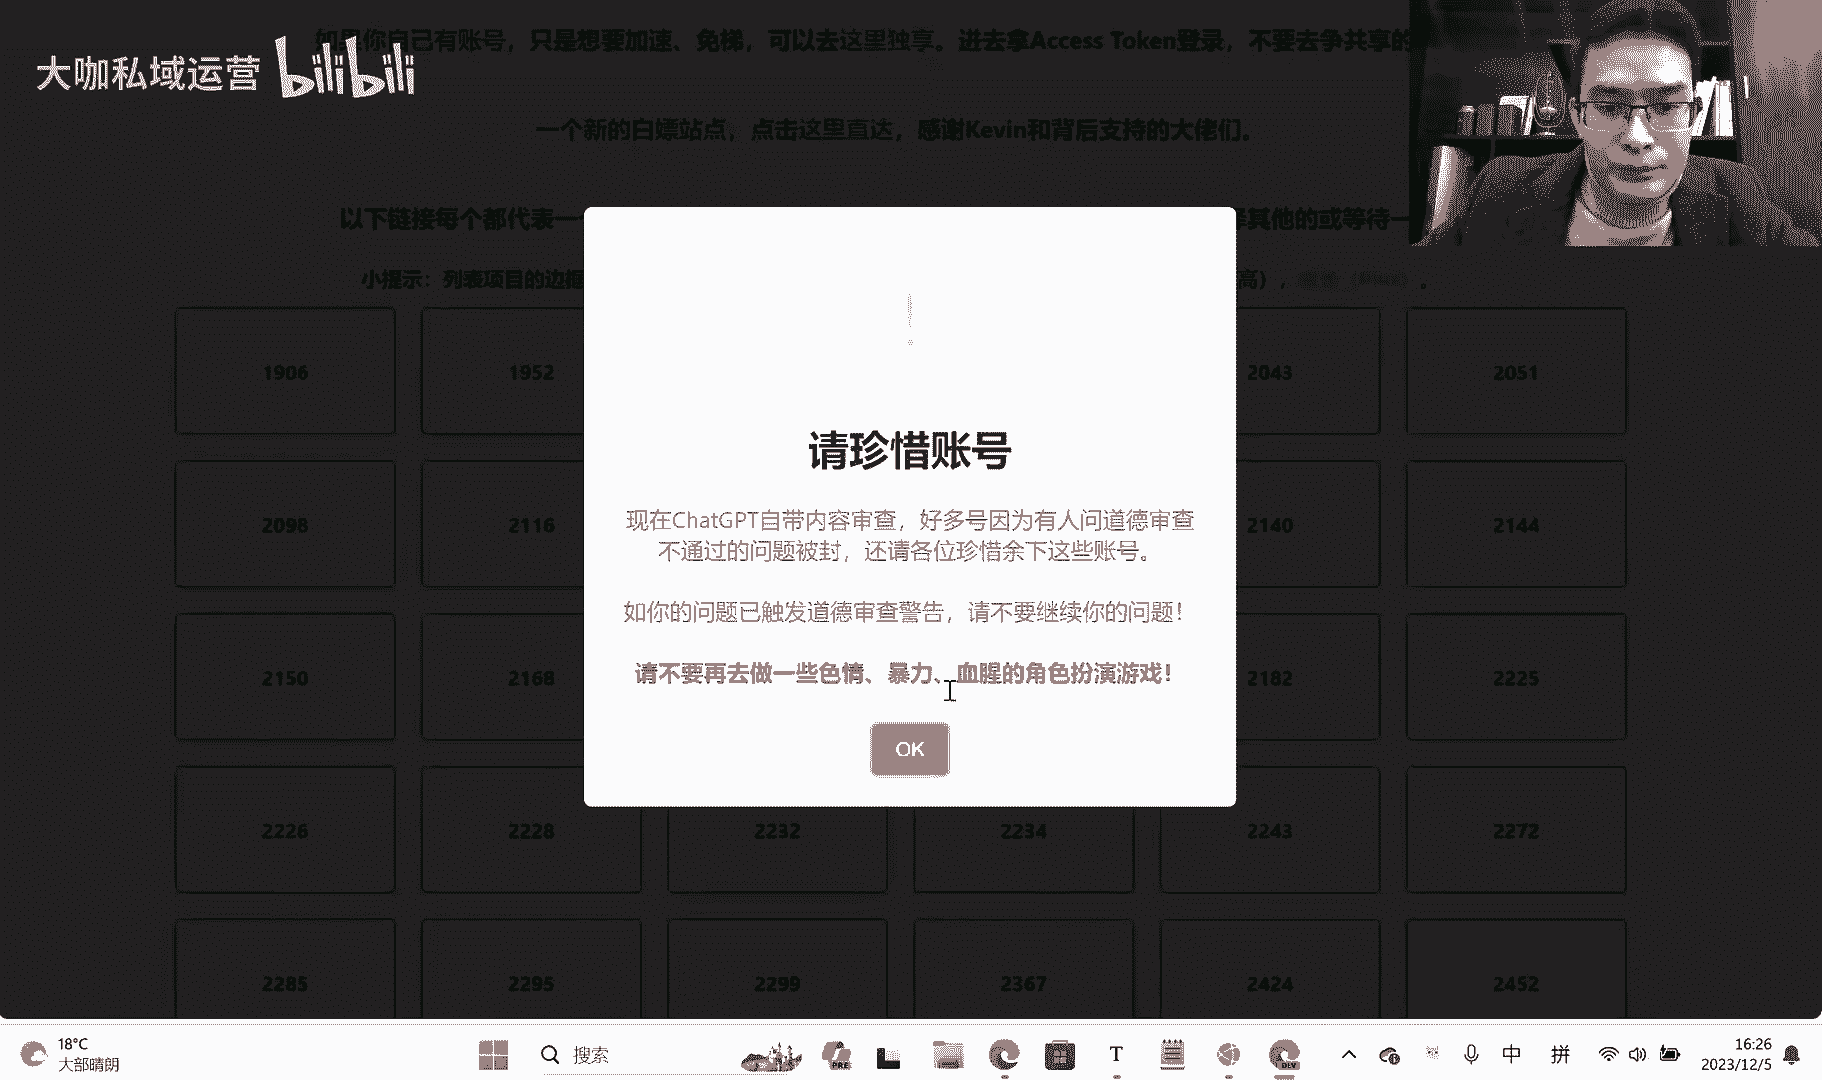 如果你自己有账号，只是想要加速、免梯，可以去这里独享。进去拿Access Token登录，不要去争共享的
大咖私域运营 bilibili
一个新的白嫖站点，点击这里直达，感谢Kevin和背后支持的大佬们。
以下链接每个都代表一 其他的或等待一
小提示：列表项目的边框 高），
1906 1952 2043 2051
请珍惜账号
现在ChatGPT自带内容审查，好多号因为有人问道德审查
不通过的问题被封，还请各位珍惜余下这些账号。
2098 2116 2140 2144
如你的问题已触发道德审查警告，请不要继续你的问题！
请不要再去做一些色情、暴力、血腥的角色扮演游戏！
2150 2168 2182 2225
OK
2226 2228 2232 2234 2243 2272
2285 2295 2299 2367 2424 2452
18°C
大部晴朗
搜索
PRE
T
DEV
中
拼
16:26
2023/12/5